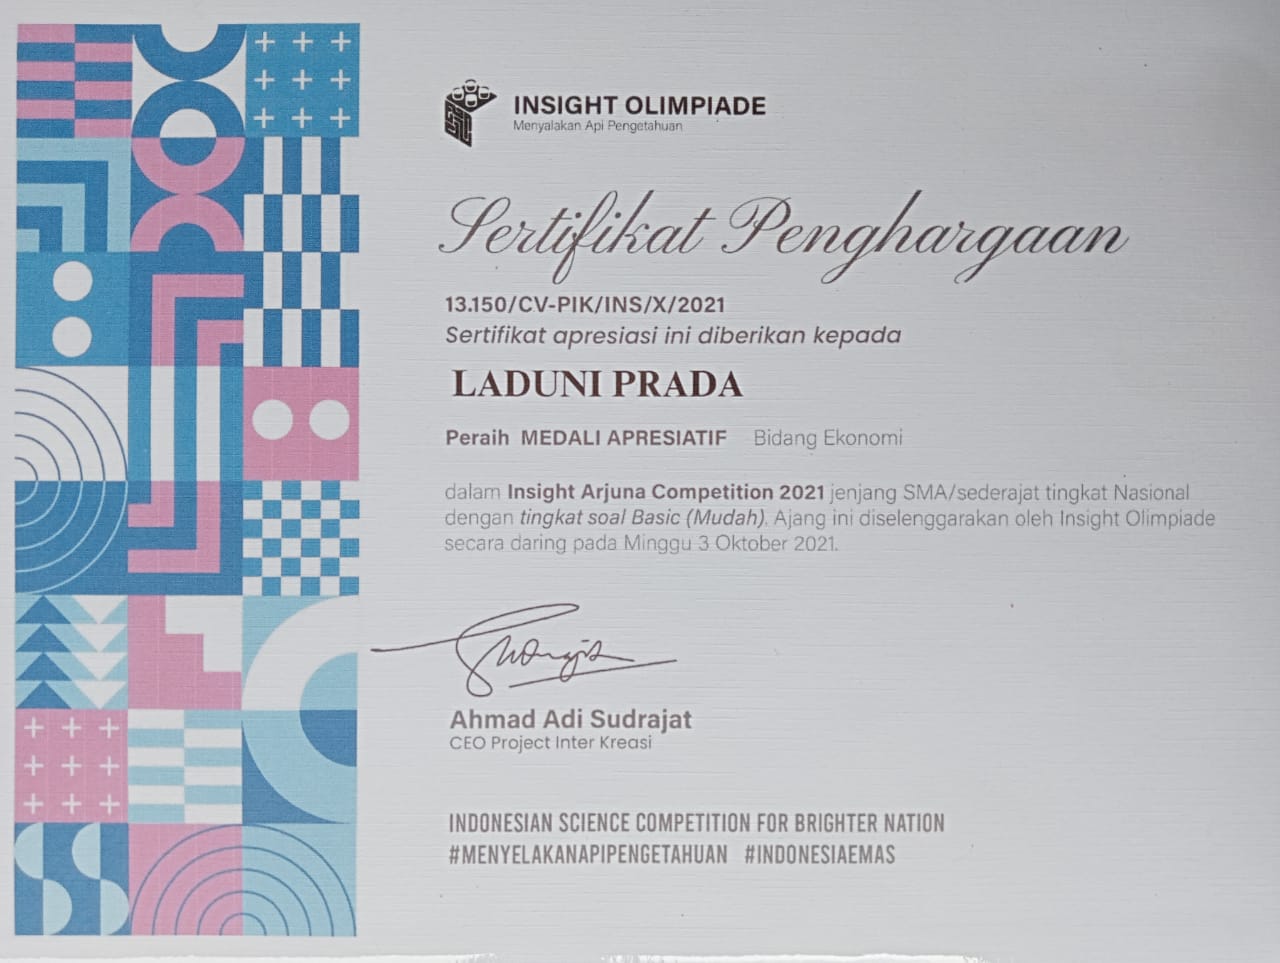 INSIGHT OLIMPIADE
Menyalakan Api Pengetahuan
Sertifikat Penghargaan
13.150/CV-PIK/INS/X/2021
Sertifikat apresiasi ini diberikan kepada
LADUNI PRADA
Peraih MEDALI APRESIATIF Bidang Ekonomi
dalam Insight Arjuna Competition 2021 jenjang SMA/sederajat tingkat Nasional
dengan tingkat soal Basic (Mudah). Ajang ini diselenggarakan oleh Insight Olimpiade
secara daring pada Minggu 3 Oktober 2021.
Ahmad Adi Sudrajat
CEO Project Inter Kreasi
INDONESIAN SCIENCE COMPETITION FOR BRIGHTER NATION
#MENYELAKANAPIPENGETAHUAN #INDONESIAEMAS